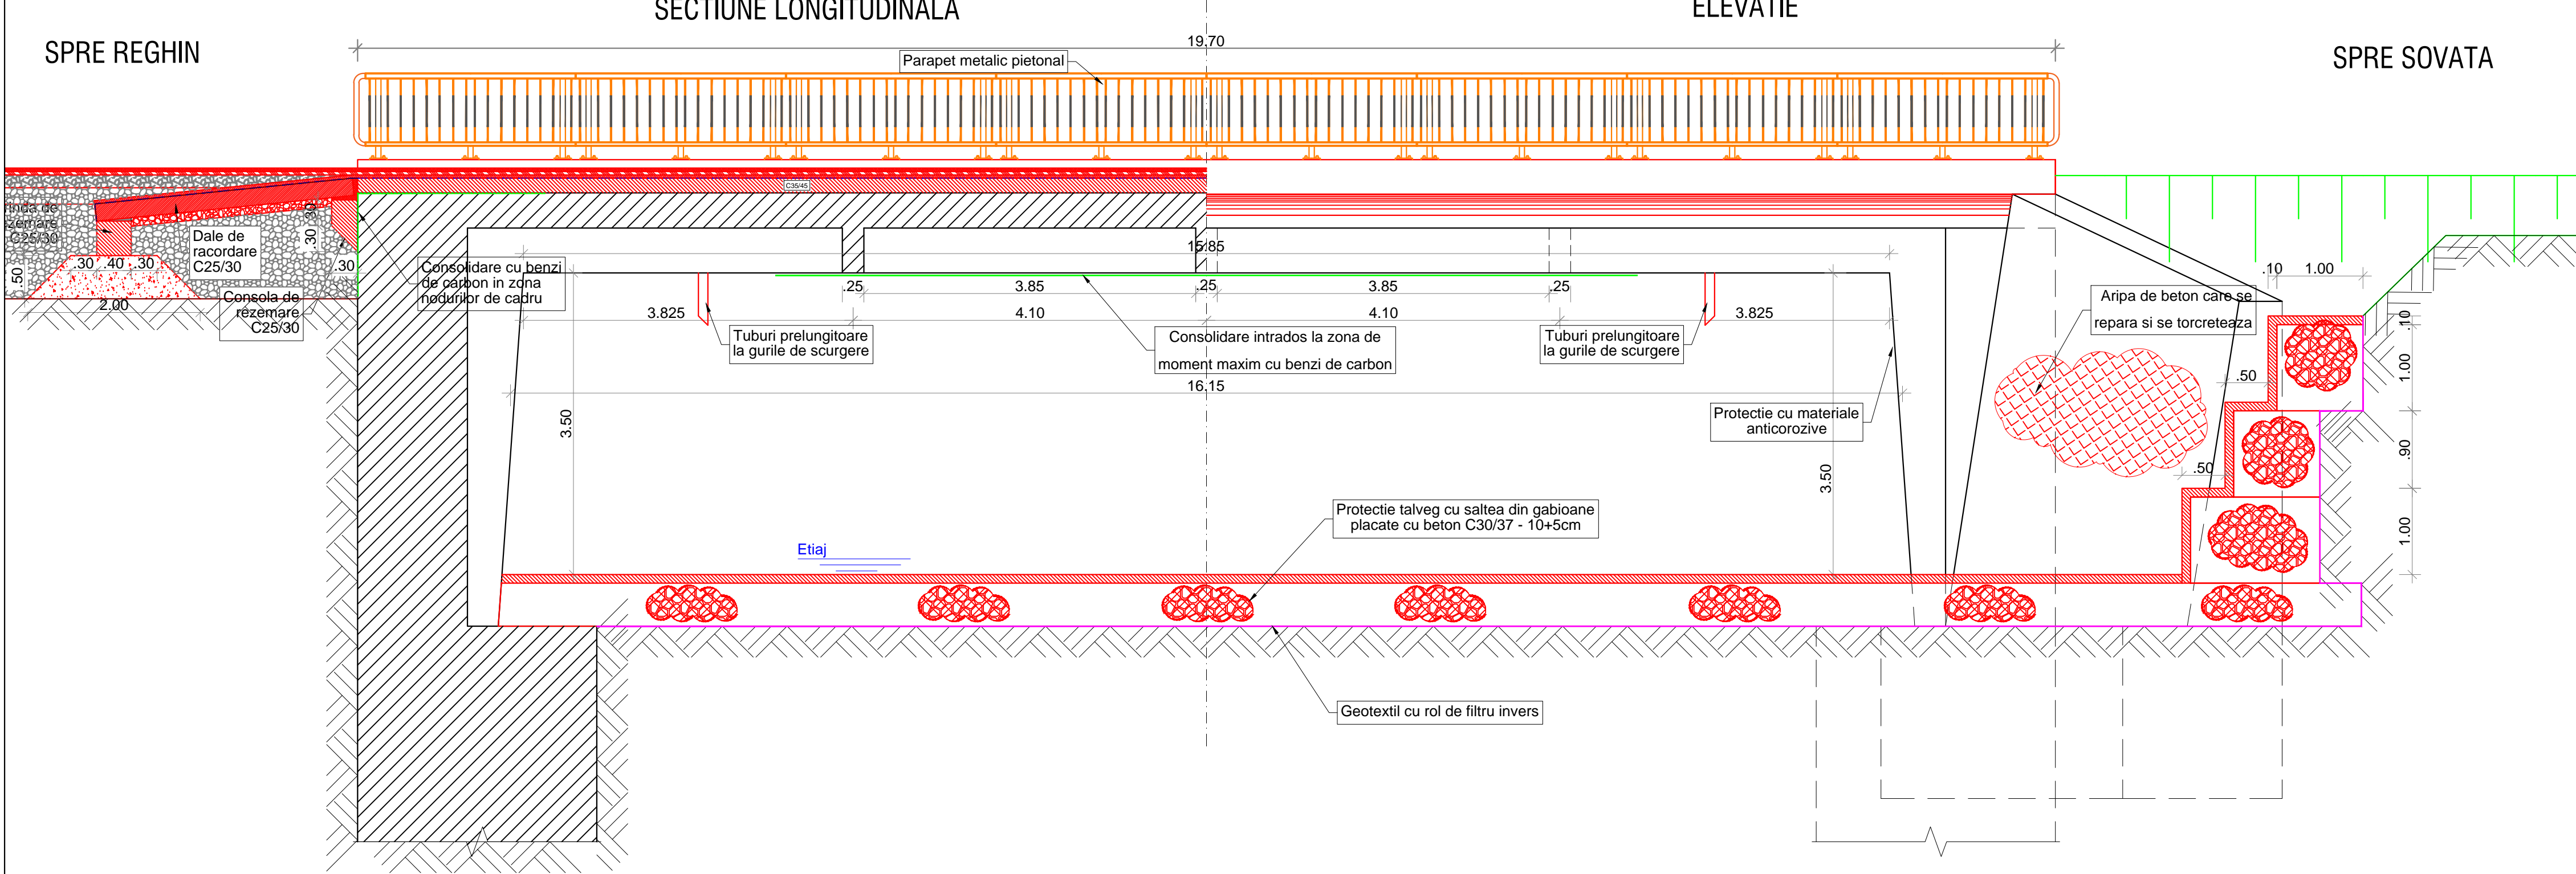 SECTIUNE LONGITUDINALA
ELEVATIE
SPRE REGHIN
19.70
SPRE SOVATA
Parapet metalic pietonal
C35/45
C25/30
Dale de
racordare
C25/30
.30
.30
.30
.30
.40
.30
.50
2.00
Consola de
rezemare
C25/30
Consolidare cu benzi
de carbon in zona
nodurilor de cadru
15.85
.25
3.85
.25
3.85
.25
3.825
4.10
4.10
3.825
Tuburi prelungitoare
la gurile de scurgere
Consolidare intrados la zona de
moment maxim cu benzi de carbon
Tuburi prelungitoare
la gurile de scurgere
16.15
3.50
3.50
Protectie cu materiale
anticorozive
Aripa de beton care se
repara si se torcreteaza
.10
1.00
.10
1.00
.50
.90
.50
1.00
Protectie talveg cu saltea din gabioane
placate cu beton C30/37 - 10+5cm
Etiaj
Geotextil cu rol de filtru invers